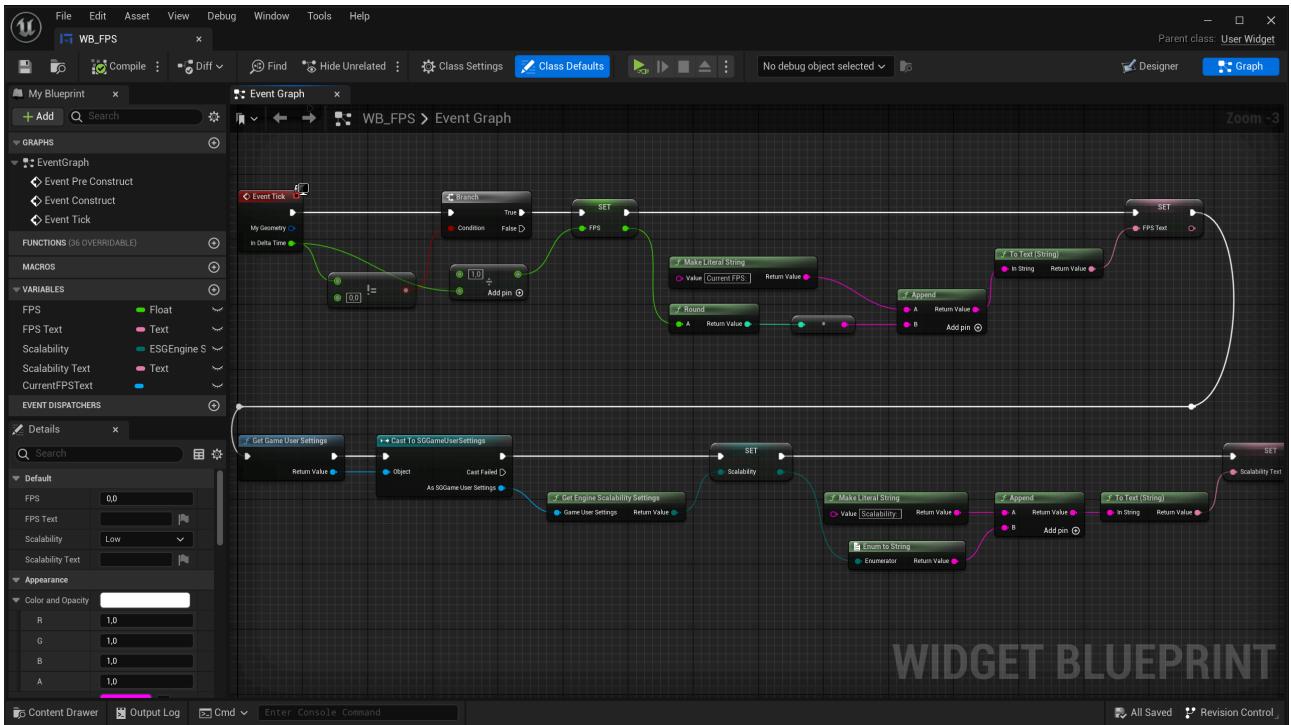 File Edit Asset View Debug Window Tools Help
WB_FPS
Parent class: User Widget
Compile Diff Find Hide Unrelated Class Settings Class Defaults No debug object selected Designer Graph
My Blueprint
Event Graph
+ Add Search
WB_FPS > Event Graph
Zoom -3
GRAPHS
EventGraph
Event Pre Construct
Event Construct
Event Tick
FUNCTIONS (36 OVERRIDABLE)
MACROS
VARIABLES
FPS Float
FPS Text Text
Scalability ESGEngine S
Scalability Text Text
CurrentFPSText
EVENT DISPATCHERS
Details
Search
Default
FPS 0,0
FPS Text
Scalability Low
Scalability Text
Appearance
Color and Opacity
R 1,0
G 1,0
B 1,0
A 1,0
Event Tick
My Geometry
In Delta Time
0,0 !=
Branch
True
Condition False
1,0 ÷
Add pin
SET
FPS
Make Literal String
Value Current FPS: Return Value
Round
A Return Value
Append
A Return Value
B Add pin
To Text (String)
In String Return Value
SET
FPS Text
Get Game User Settings
Return Value
Cast To SGGameUserSettings
Object Cast Failed
As SGGame User Settings
Get Engine Scalability Settings
Game User Settings Return Value
SET
Scalability
Make Literal String
Value Scalability: Return Value
Enum to String
Enumerator Return Value
Append
A Return Value
B Add pin
To Text (String)
In String Return Value
SET
Scalability Text
WIDGET BLUEPRINT
Content Drawer Output Log Cmd Enter Console Command All Saved Revision Control